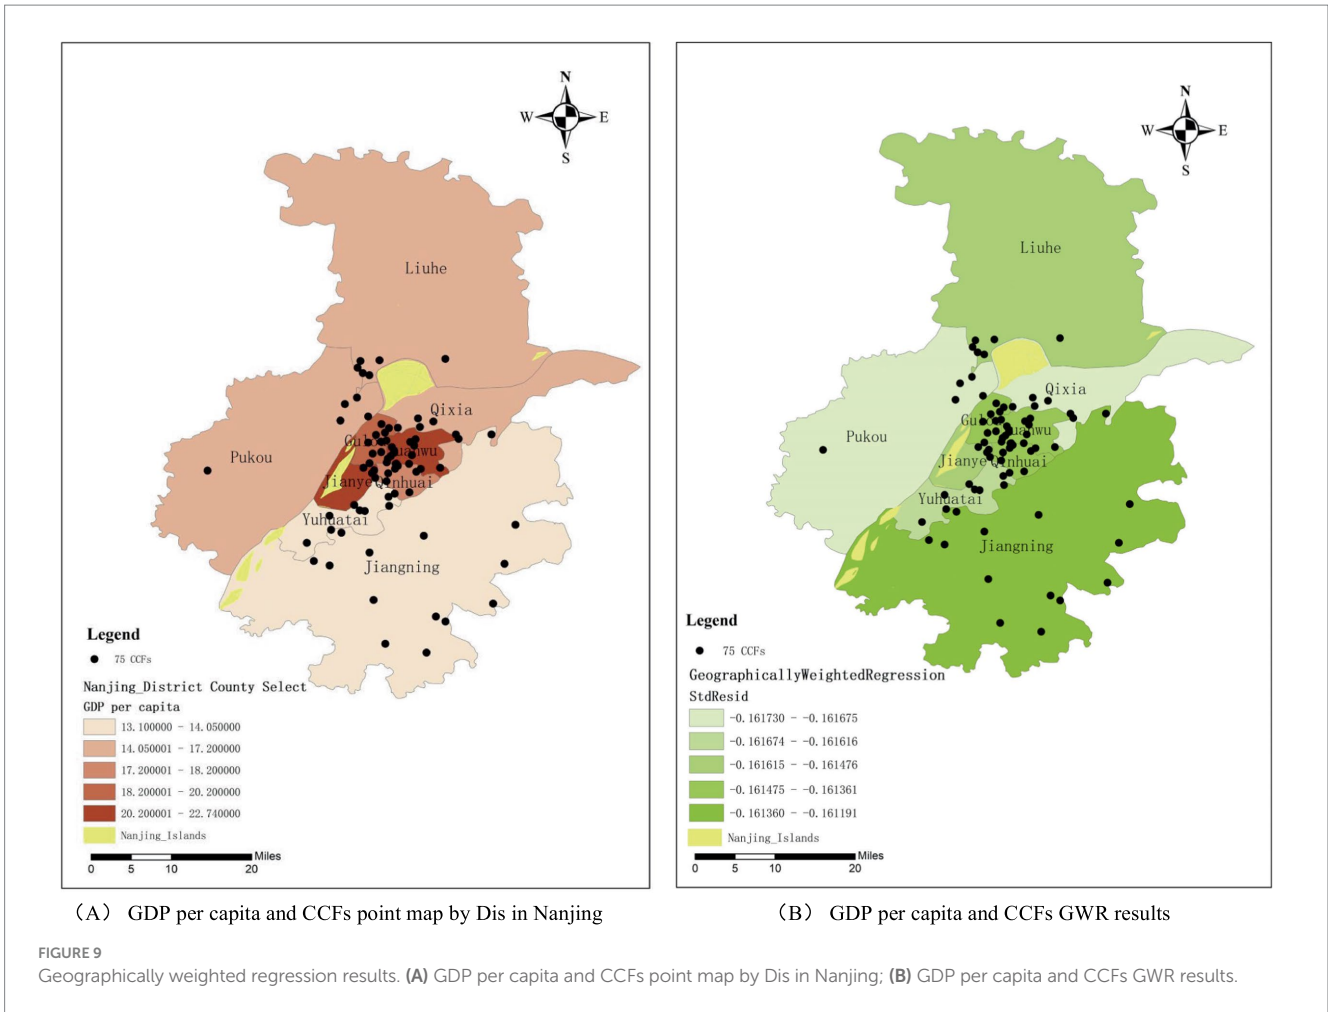 N
W E
S
Liuhe
Qixia
Pukou
Gulou
Xuanwu
Jianye Qinhuai
Yuhuatai
Jiangning
Legend
75 CCFs
Nanjing_District County Select
GDP per capita
13.100000 - 14.050000
14.050001 - 17.200000
17.200001 - 18.200000
18.200001 - 20.200000
20.200001 - 22.740000
Nanjing_Islands
Miles
0 5 10 20
N
W E
S
Liuhe
Qixia
Pukou
Gulou
Xuanwu
Jianye Qinhuai
Yuhuatai
Jiangning
Legend
75 CCFs
GeographicallyWeightedRegression
StdResid
-0.161730 - -0.161675
-0.161674 - -0.161616
-0.161615 - -0.161476
-0.161475 - -0.161361
-0.161360 - -0.161191
Nanjing_Islands
Miles
0 5 10 20
（A） GDP per capita and CCFs point map by Dis in Nanjing
（B） GDP per capita and CCFs GWR results
FIGURE 9
Geographically weighted regression results. (A) GDP per capita and CCFs point map by Dis in Nanjing; (B) GDP per capita and CCFs GWR results.